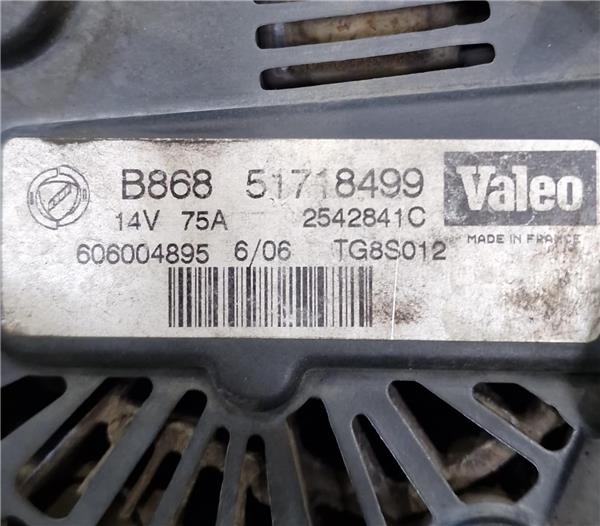 B868 51718499 Valeo
14V 75A 2542841C
MADE IN FRANCE
606004895 6/06 TG8S012